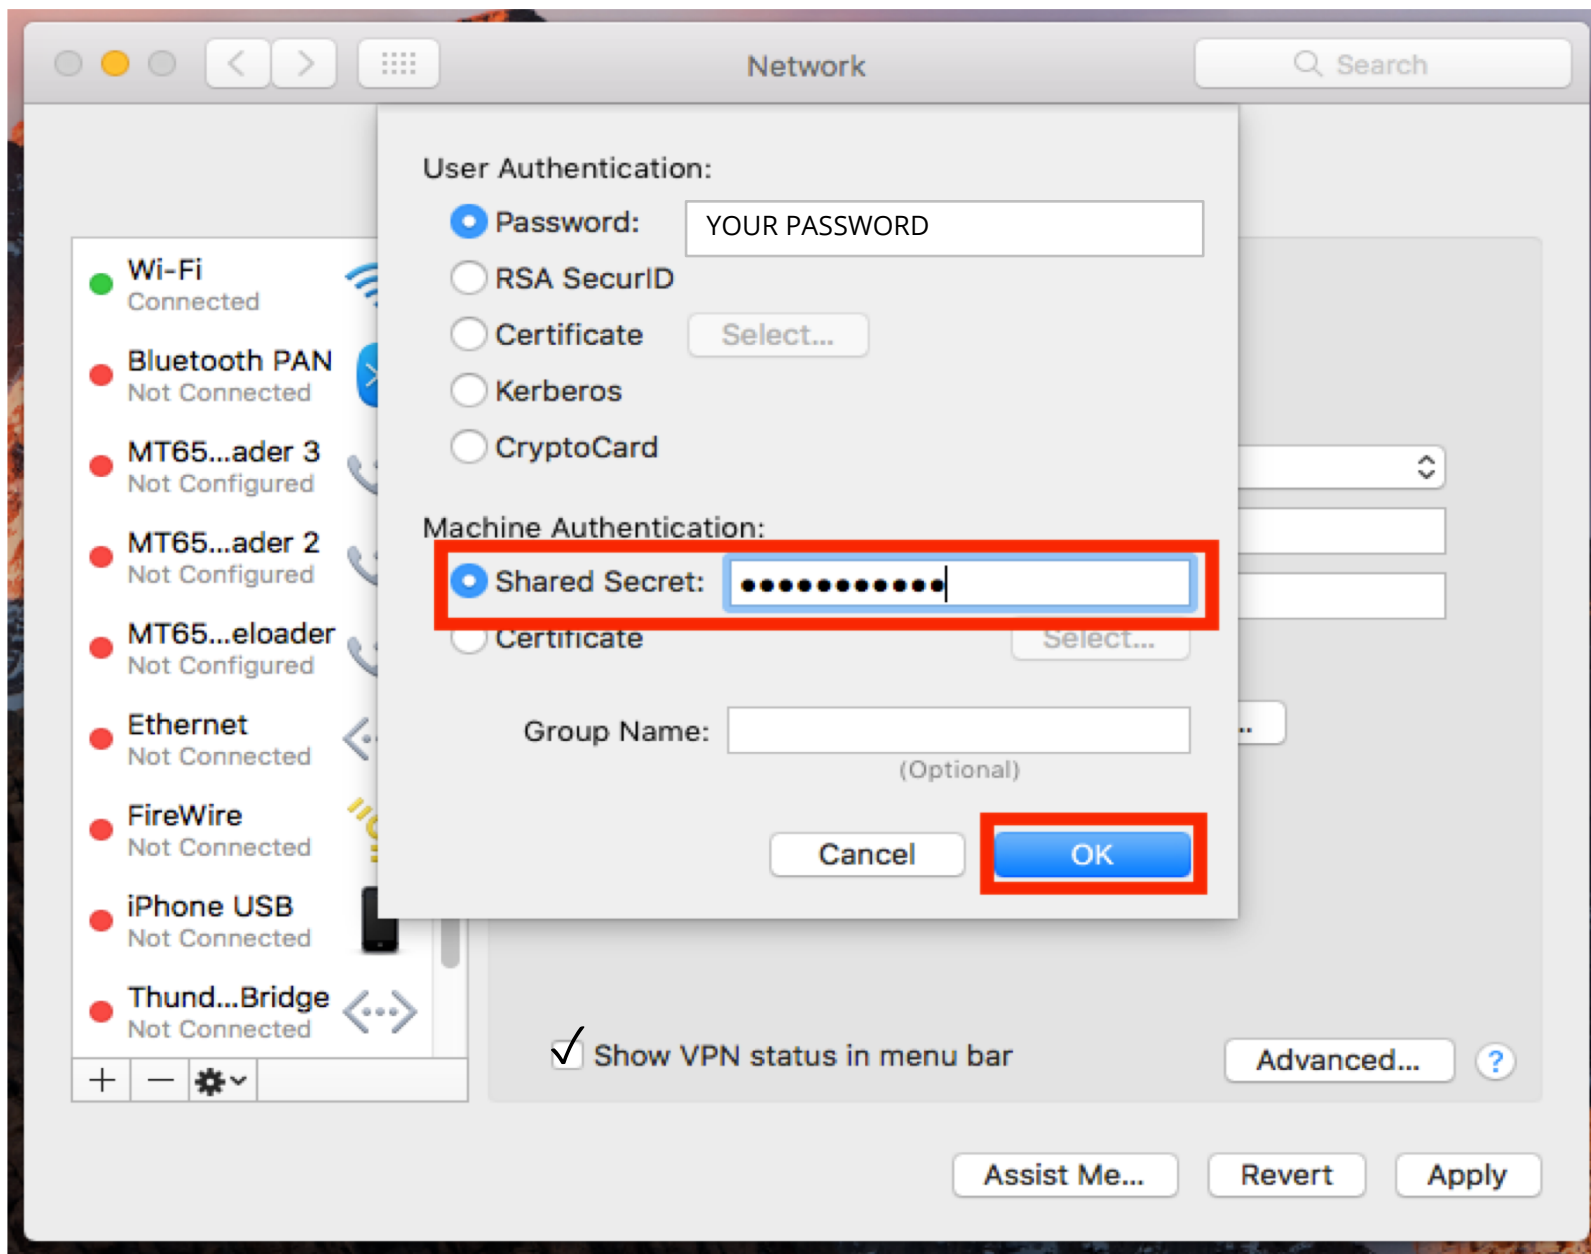 Network
Search
User Authentication:
Password:
YOUR PASSWORD
RSA SecurID
Certificate
Select...
Kerberos
CryptoCard
Machine Authentication:
Shared Secret:
Certificate
Select...
Group Name:
(Optional)
Cancel
OK
Wi-Fi
Connected
Bluetooth PAN
Not Connected
MT65...ader 3
Not Configured
MT65...ader 2
Not Configured
MT65...eloader
Not Configured
Ethernet
Not Connected
FireWire
Not Connected
iPhone USB
Not Connected
Thund...Bridge
Not Connected
Show VPN status in menu bar
Advanced...
?
Assist Me...
Revert
Apply